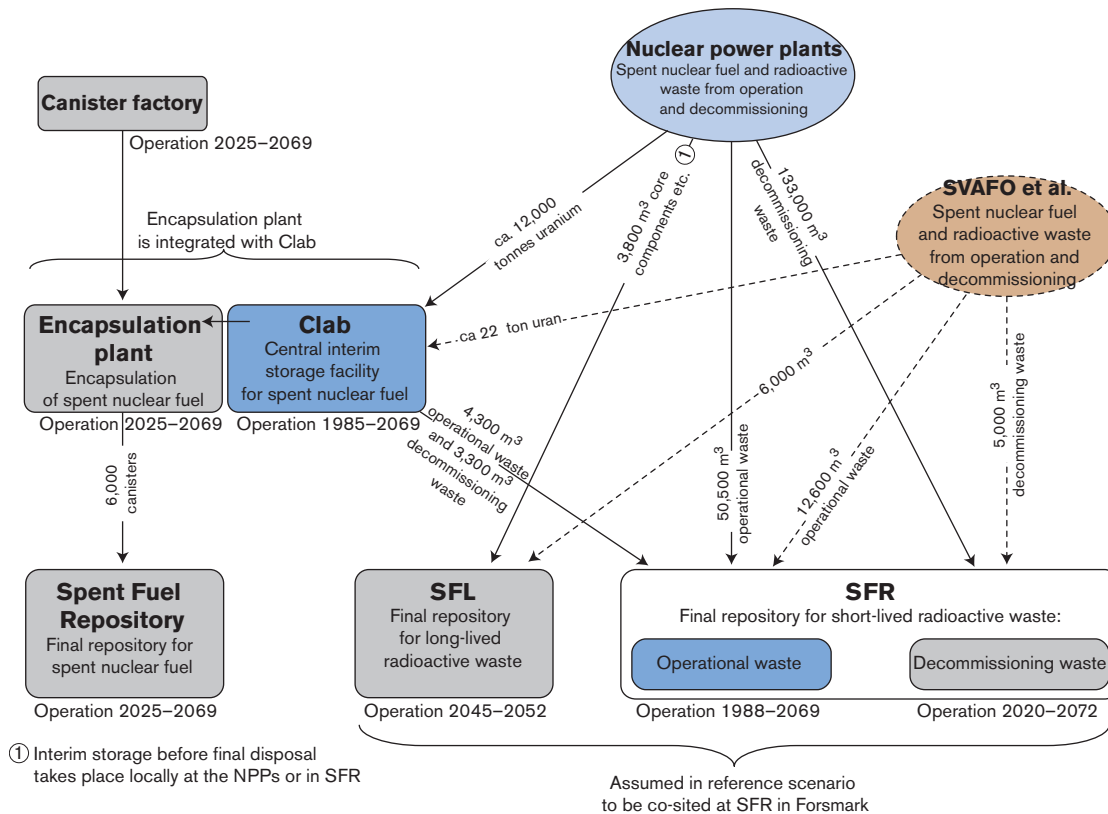 Nuclear power plants
Spent nuclear fuel and radioactive
waste from operation
and decommissioning
Canister factory
Operation 2025–2069
SVAFO et al.
Spent nuclear fuel
and radioactive waste
from operation and
decommissioning
Encapsulation plant
is integrated with Clab
ca. 12,000
tonnes uranium
3,800 m³ core
components etc. 1
133,000 m³
decommissioning
waste
Encapsulation
plant
Encapsulation
of spent nuclear fuel
Operation 2025–2069
Clab
Central interim
storage facility
for spent nuclear fuel
Operation 1985–2069
ca 22 ton uran
6,000 m³
6,000
canisters
4,300 m³
operational waste
and 3,300 m³
decommissioning
waste
50,500 m³
operational waste
12,600 m³
operational waste
5,000 m³
decommissioning waste
Spent Fuel
Repository
Final repository for
spent nuclear fuel
Operation 2025–2069
SFL
Final repository
for long-lived
radioactive waste
Operation 2045–2052
SFR
Final repository for short-lived radioactive waste:
Operational waste
Decommissioning waste
Operation 1988–2069
Operation 2020–2072
1 Interim storage before final disposal
takes place locally at the NPPs or in SFR
Assumed in reference scenario
to be co-sited at SFR in Forsmark